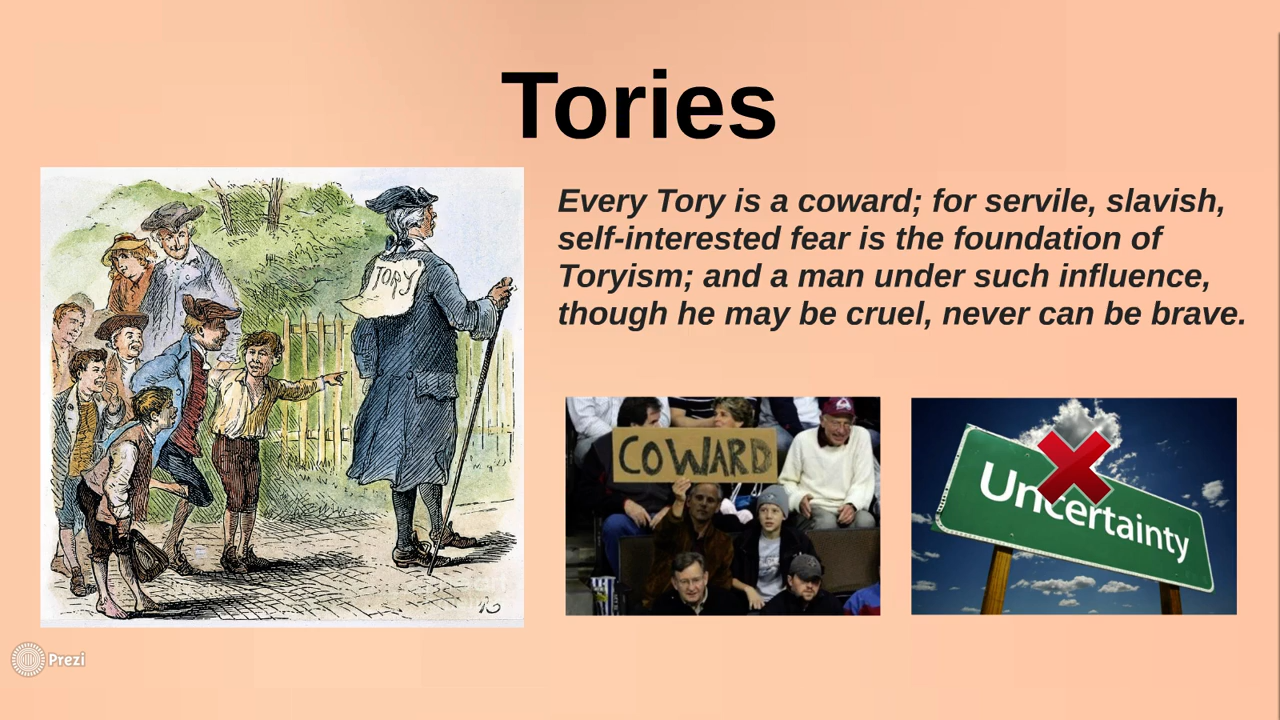 Tories
Every Tory is a coward; for servile, slavish,
self-interested fear is the foundation of
Toryism; and a man under such influence,
though he may be cruel, never can be brave.
TORY
COWARD
Uncertainty
Prezi